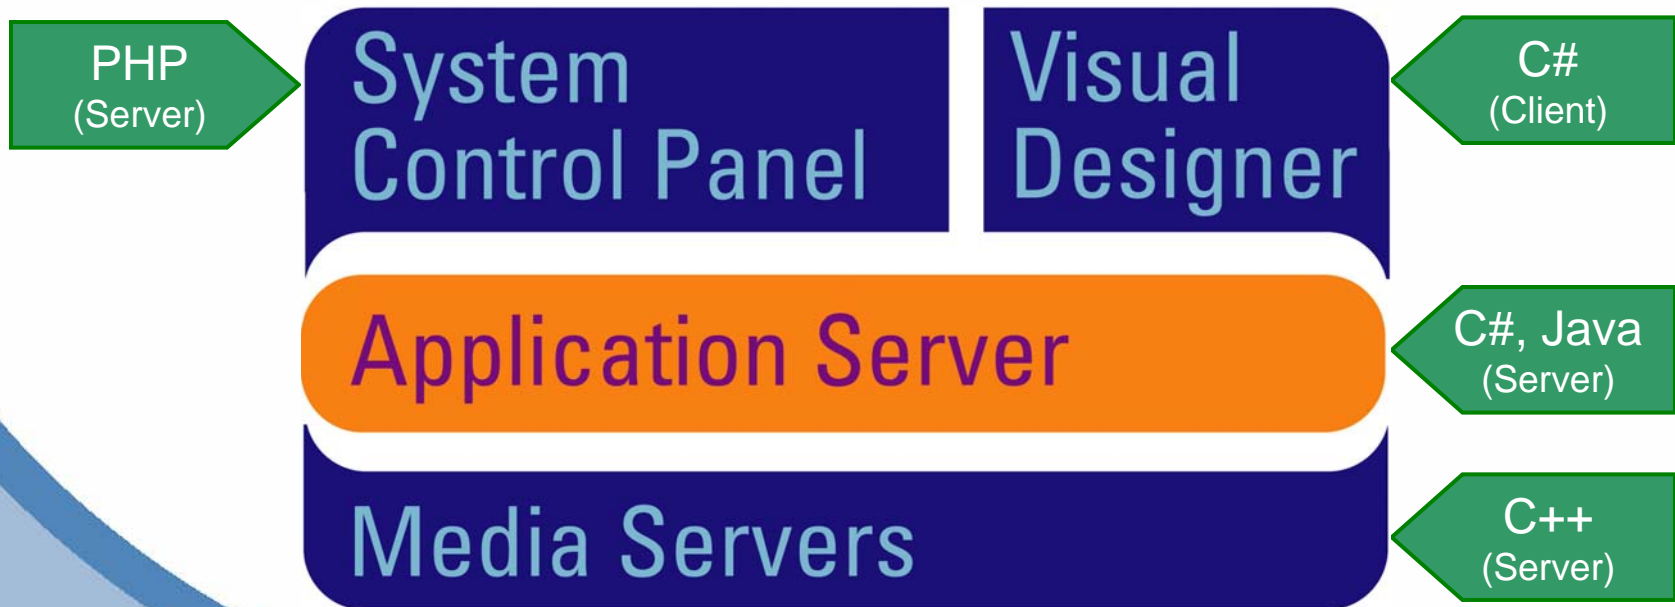 PHP
(Server)
System
Control Panel
Visual
Designer
C#
(Client)
Application Server
C#, Java
(Server)
Media Servers
C++
(Server)